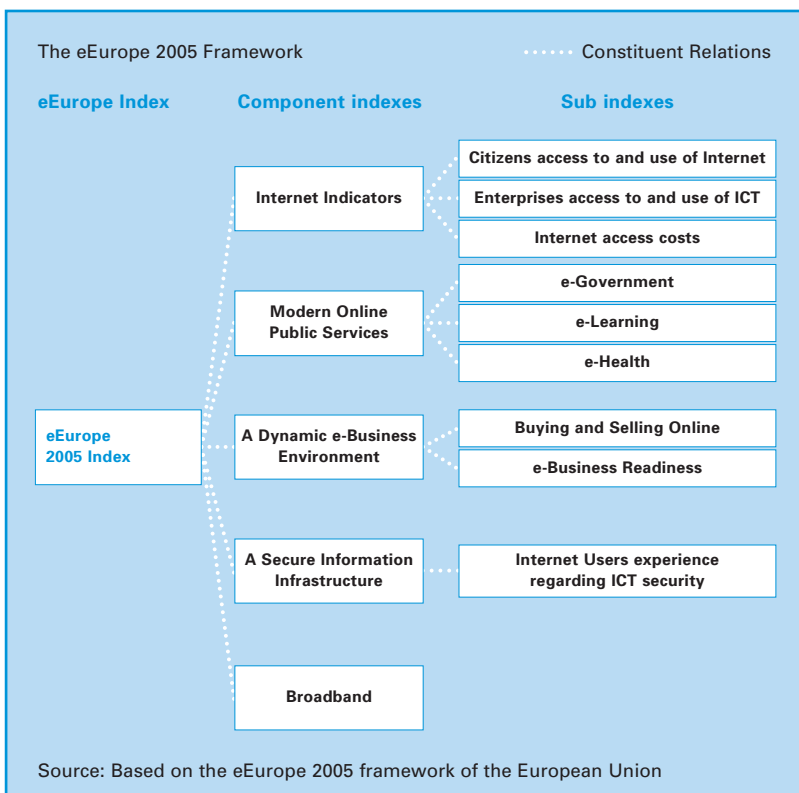 The eEurope 2005 Framework
Constituent Relations
eEurope Index
Component indexes
Sub indexes
Internet Indicators
Citizens access to and use of Internet
Enterprises access to and use of ICT
Internet access costs
Modern Online
Public Services
e-Government
e-Learning
e-Health
eEurope
2005 Index
A Dynamic e-Business
Environment
Buying and Selling Online
e-Business Readiness
A Secure Information
Infrastructure
Internet Users experience
regarding ICT security
Broadband
Source: Based on the eEurope 2005 framework of the European Union